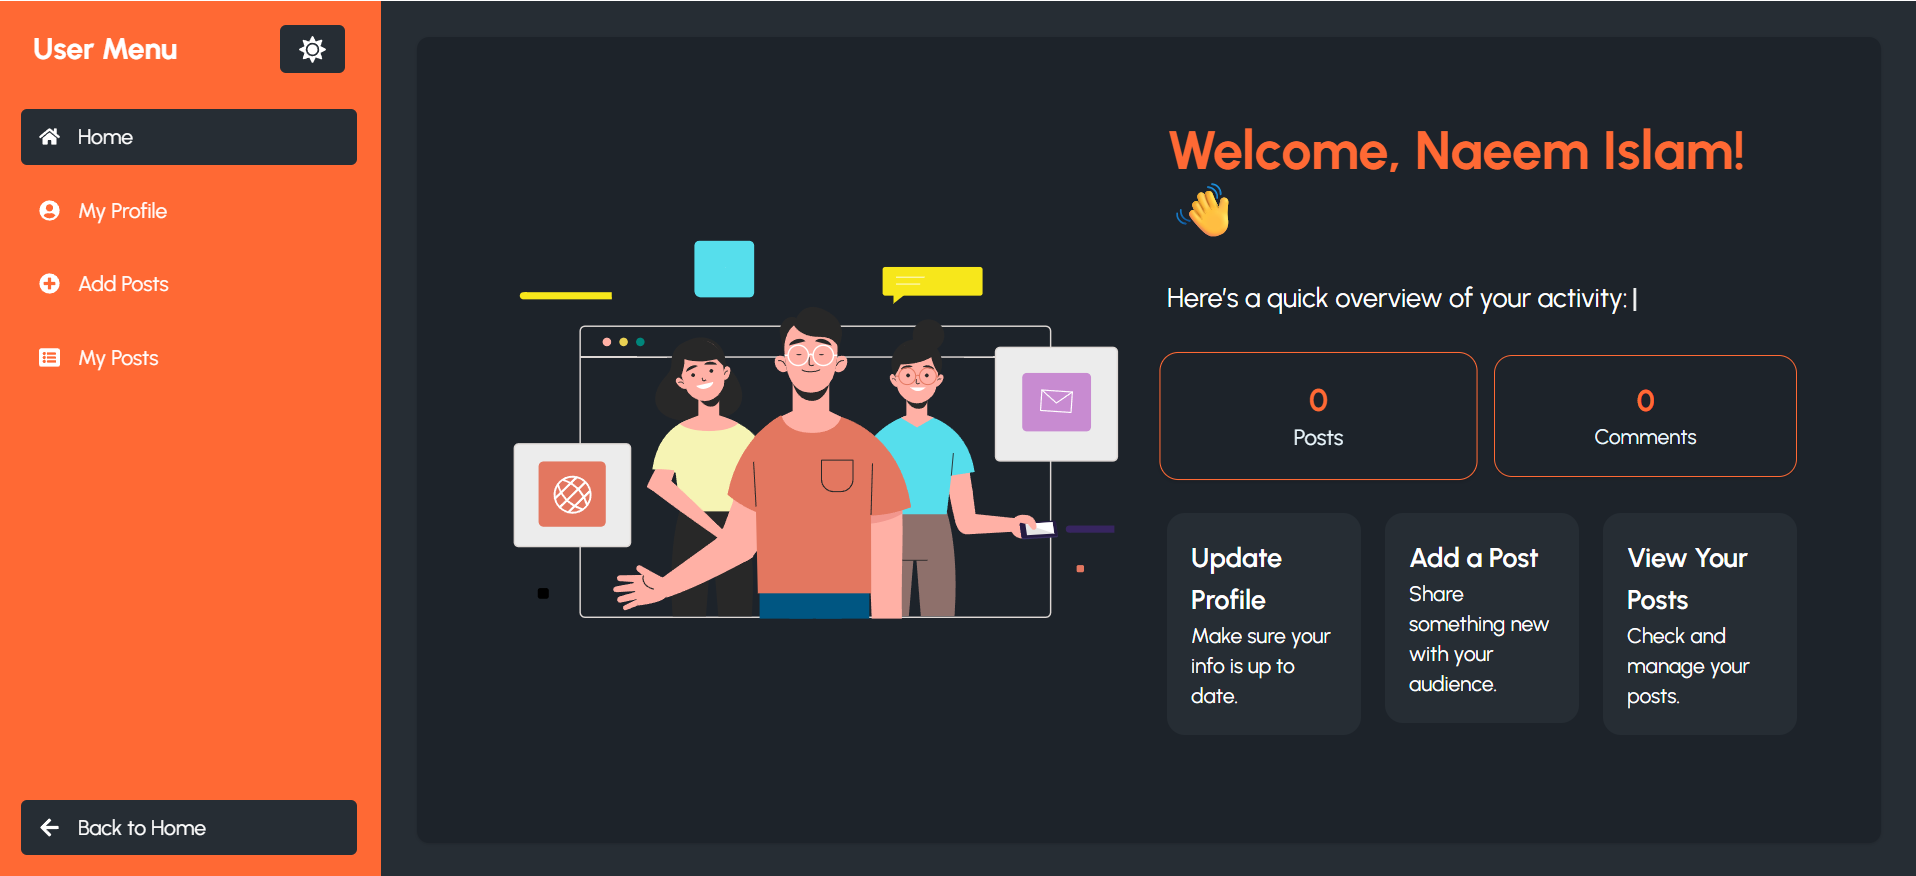 User Menu
Home
My Profile
Add Posts
My Posts
Back to Home
Welcome, Naeem Islam!
👋
Here's a quick overview of your activity:|
0
Posts
0
Comments
Update
Profile
Make sure your
info is up to
date.
Add a Post
Share
something new
with your
audience.
View Your
Posts
Check and
manage your
posts.